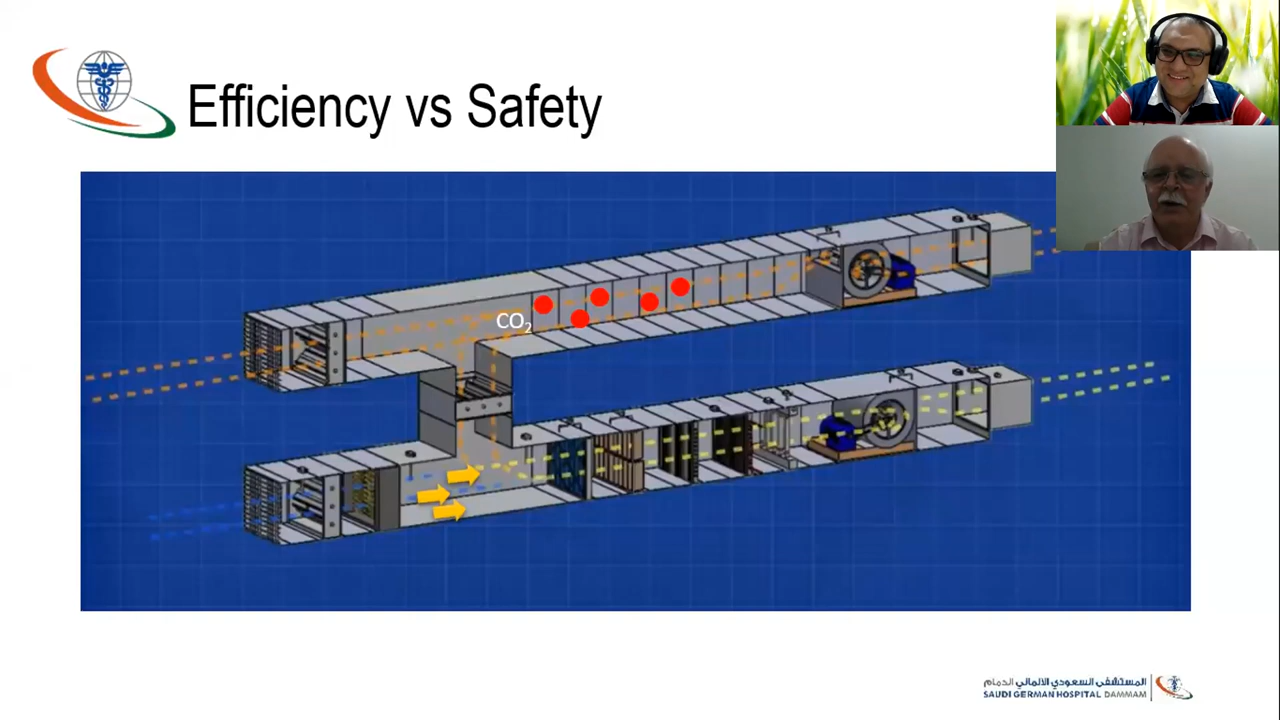 Efficiency vs Safety
CO₂
المستشفى السعودي الألماني الدمام
SAUDI GERMAN HOSPITAL DAMMAM